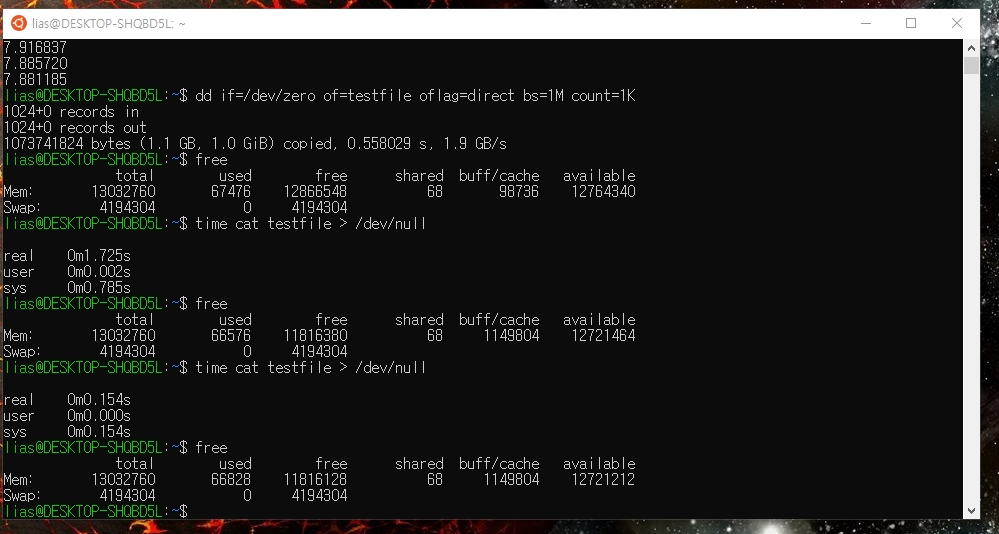 lias@DESKTOP-SHQBD5L: ~
7.916837
7.885720
7.881185
lias@DESKTOP-SHQBD5L:~$ dd if=/dev/zero of=testfile oflag=direct bs=1M count=1K
1024+0 records in
1024+0 records out
1073741824 bytes (1.1 GB, 1.0 GiB) copied, 0.558029 s, 1.9 GB/s
lias@DESKTOP-SHQBD5L:~$ free
total used free shared buff/cache available
Mem: 13032760 67476 12866548 68 98736 12764340
Swap: 4194304 0 4194304
lias@DESKTOP-SHQBD5L:~$ time cat testfile > /dev/null
real 0m1.725s
user 0m0.002s
sys 0m0.785s
lias@DESKTOP-SHQBD5L:~$ free
total used free shared buff/cache available
Mem: 13032760 66576 11816380 68 1149804 12721464
Swap: 4194304 0 4194304
lias@DESKTOP-SHQBD5L:~$ time cat testfile > /dev/null
real 0m0.154s
user 0m0.000s
sys 0m0.154s
lias@DESKTOP-SHQBD5L:~$ free
total used free shared buff/cache available
Mem: 13032760 66828 11816128 68 1149804 12721212
Swap: 4194304 0 4194304
lias@DESKTOP-SHQBD5L:~$